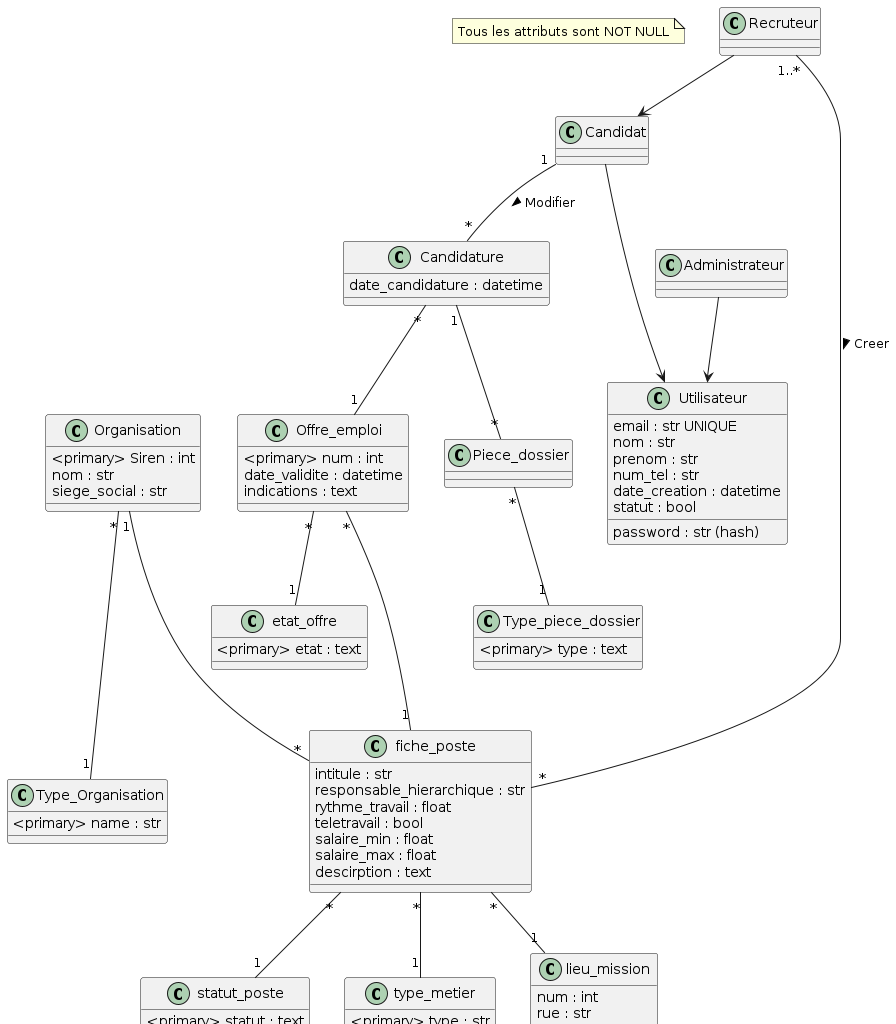 Tous les attributs sont NOT NULL
C Recruteur
1..*
C Candidat
1
Modifier
*
C Candidature
date_candidature : datetime
* 1
C Administrateur
Creer
1
*
C Utilisateur
email : str UNIQUE
nom : str
prenom : str
num_tel : str
date_creation : datetime
statut : bool
password : str (hash)
C Organisation
<primary> Siren : int
nom : str
siege_social : str
* 1
C Offre_emploi
<primary> num : int
date_validite : datetime
indications : text
* *
C Piece_dossier
*
1
1
C etat_offre
<primary> etat : text
C Type_piece_dossier
<primary> type : text
1
*
1
*
C Type_Organisation
<primary> name : str
C fiche_poste
intitule : str
responsable_hierarchique : str
rythme_travail : float
teletravail : bool
salaire_min : float
salaire_max : float
descirption : text
* * *
1 1 1
C statut_poste
<primary> statut : text
C type_metier
<primary> type : str
C lieu_mission
num : int
rue : str